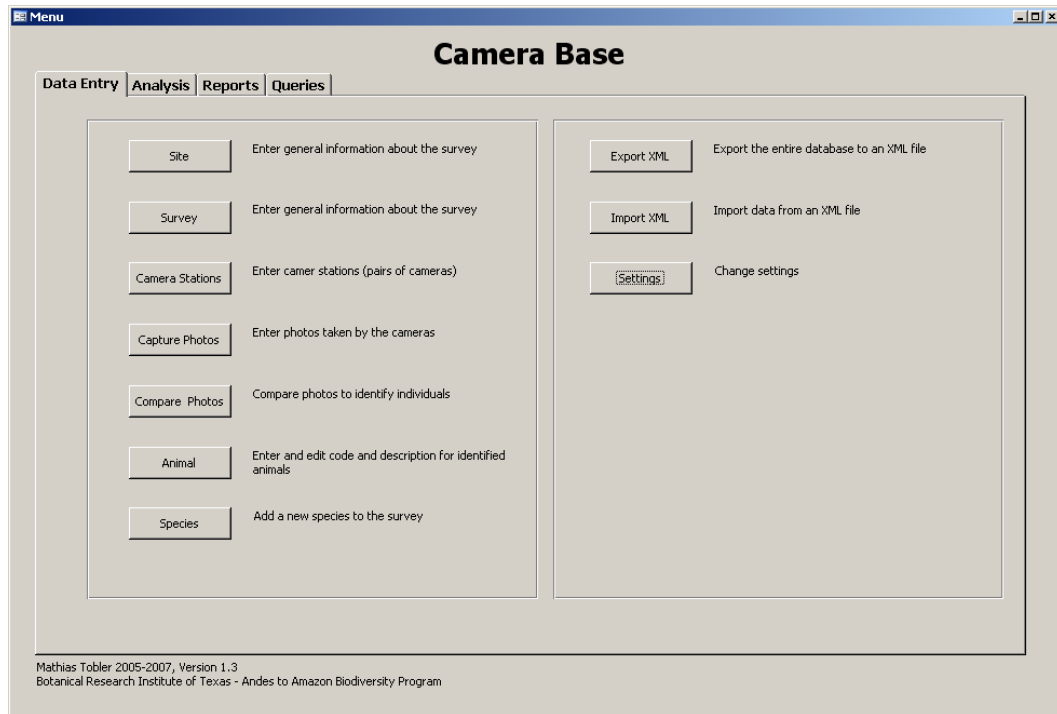 Menu
Camera Base
Data Entry Analysis Reports Queries
Site Enter general information about the survey
Survey Enter general information about the survey
Camera Stations Enter camer stations (pairs of cameras)
Capture Photos Enter photos taken by the cameras
Compare Photos Compare photos to identify individuals
Animal Enter and edit code and description for identified
animals
Species Add a new species to the survey
Export XML Export the entire database to an XML file
Import XML Import data from an XML file
Settings Change settings
Mathias Tobler 2005-2007, Version 1.3
Botanical Research Institute of Texas - Andes to Amazon Biodiversity Program